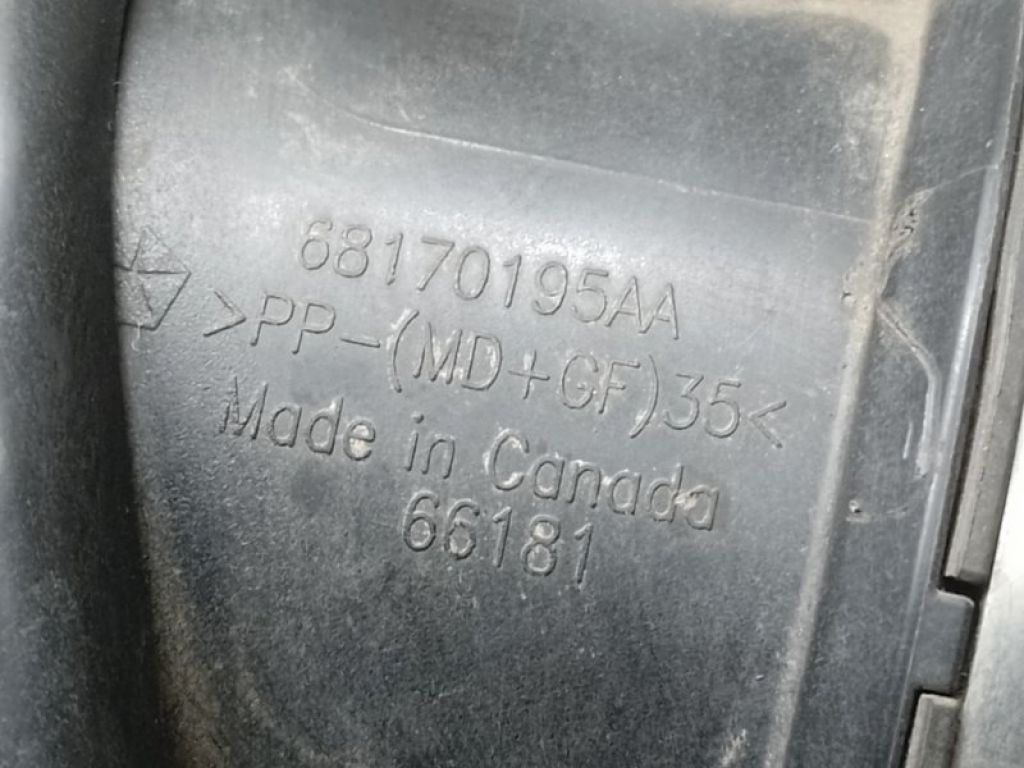 68170195AA
>PP-(MD+GF)35<
Made in Canada
66181